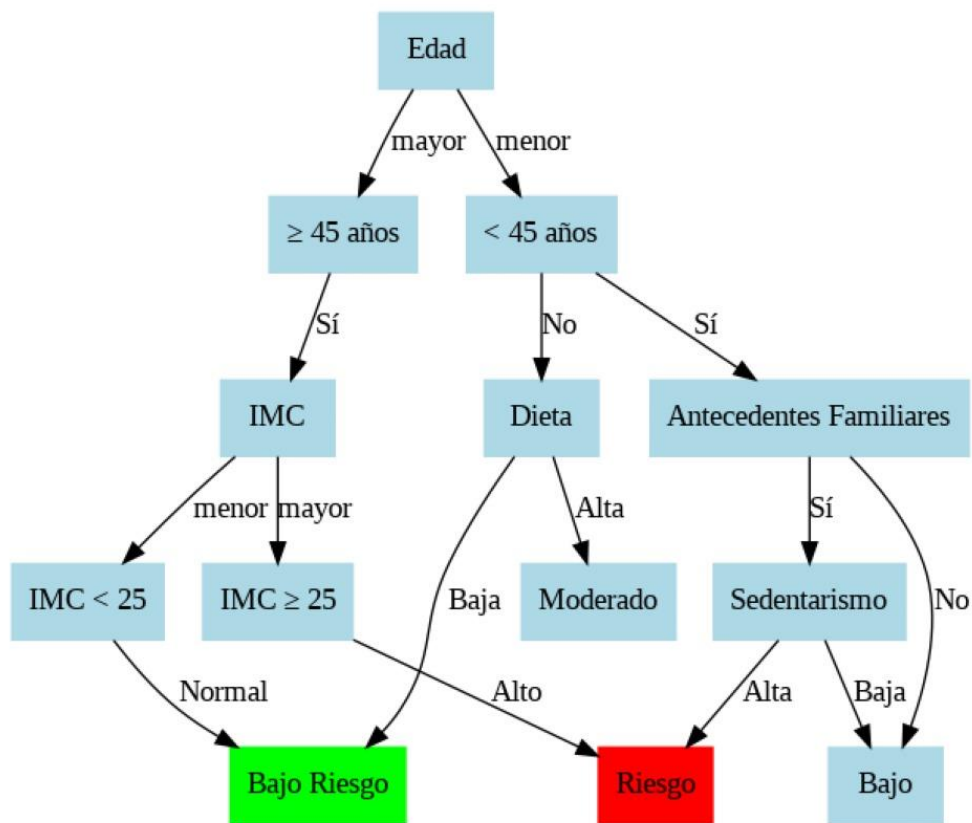 Edad
mayor
menor
≥ 45 años
< 45 años
Sí
No
Sí
IMC
Dieta
Antecedentes Familiares
menor
mayor
Alta
Sí
IMC < 25
IMC ≥ 25
Baja
Moderado
Sedentarismo
No
Normal
Alto
Alta
Baja
Bajo Riesgo
Riesgo
Bajo